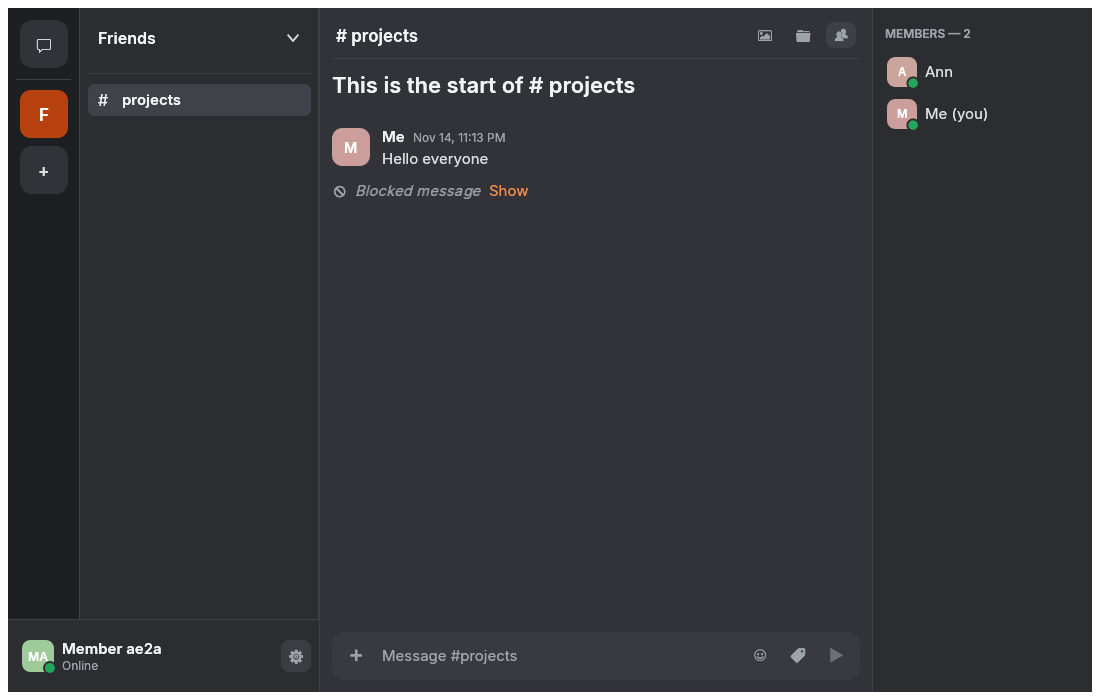 Friends
F
+
# projects
MA
Member ae2a
Online
# projects
This is the start of # projects
M
Me Nov 14, 11:13 PM
Hello everyone
Blocked message Show
+ Message #projects
MEMBERS — 2
A
Ann
M
Me (you)